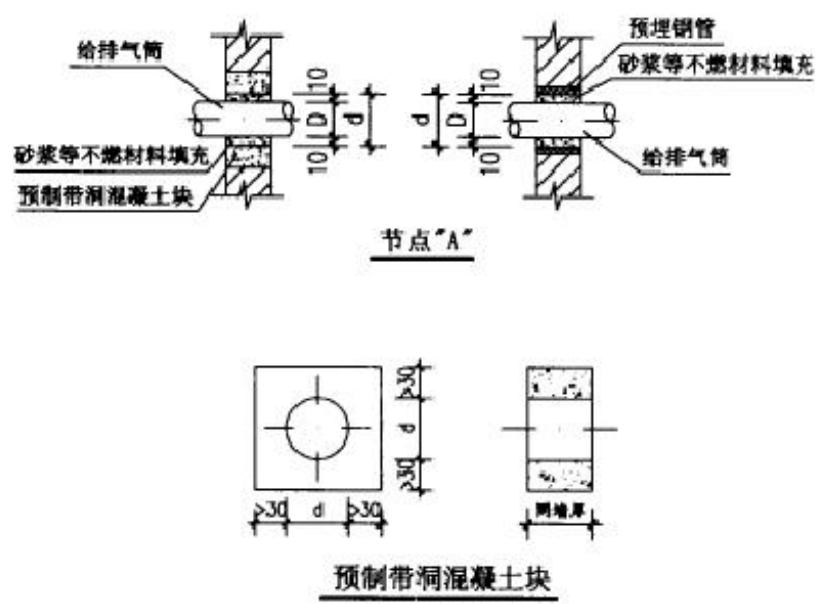 给排气筒
10
D
d
10
砂浆等不燃材料填充
预制带洞混凝土块
预埋钢管
砂浆等不燃材料填充
10
d
D
10
给排气筒
节点"A"
>30
d
>30
>30
d
>30
同墙厚
预制带洞混凝土块